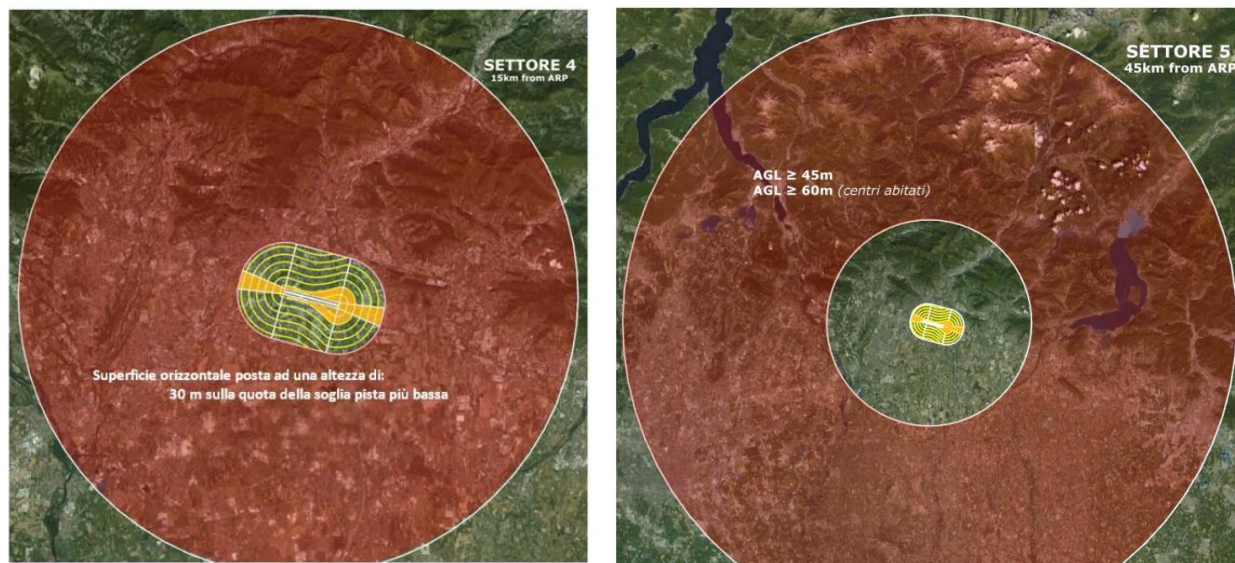 SETTORE 4
15km from ARP
Superficie orizzontale posta ad una altezza di:
30 m sulla quota della soglia pista più bassa
SETTORE 5
45km from ARP
AGL ≥ 45m
AGL ≥ 60m (centri abitati)